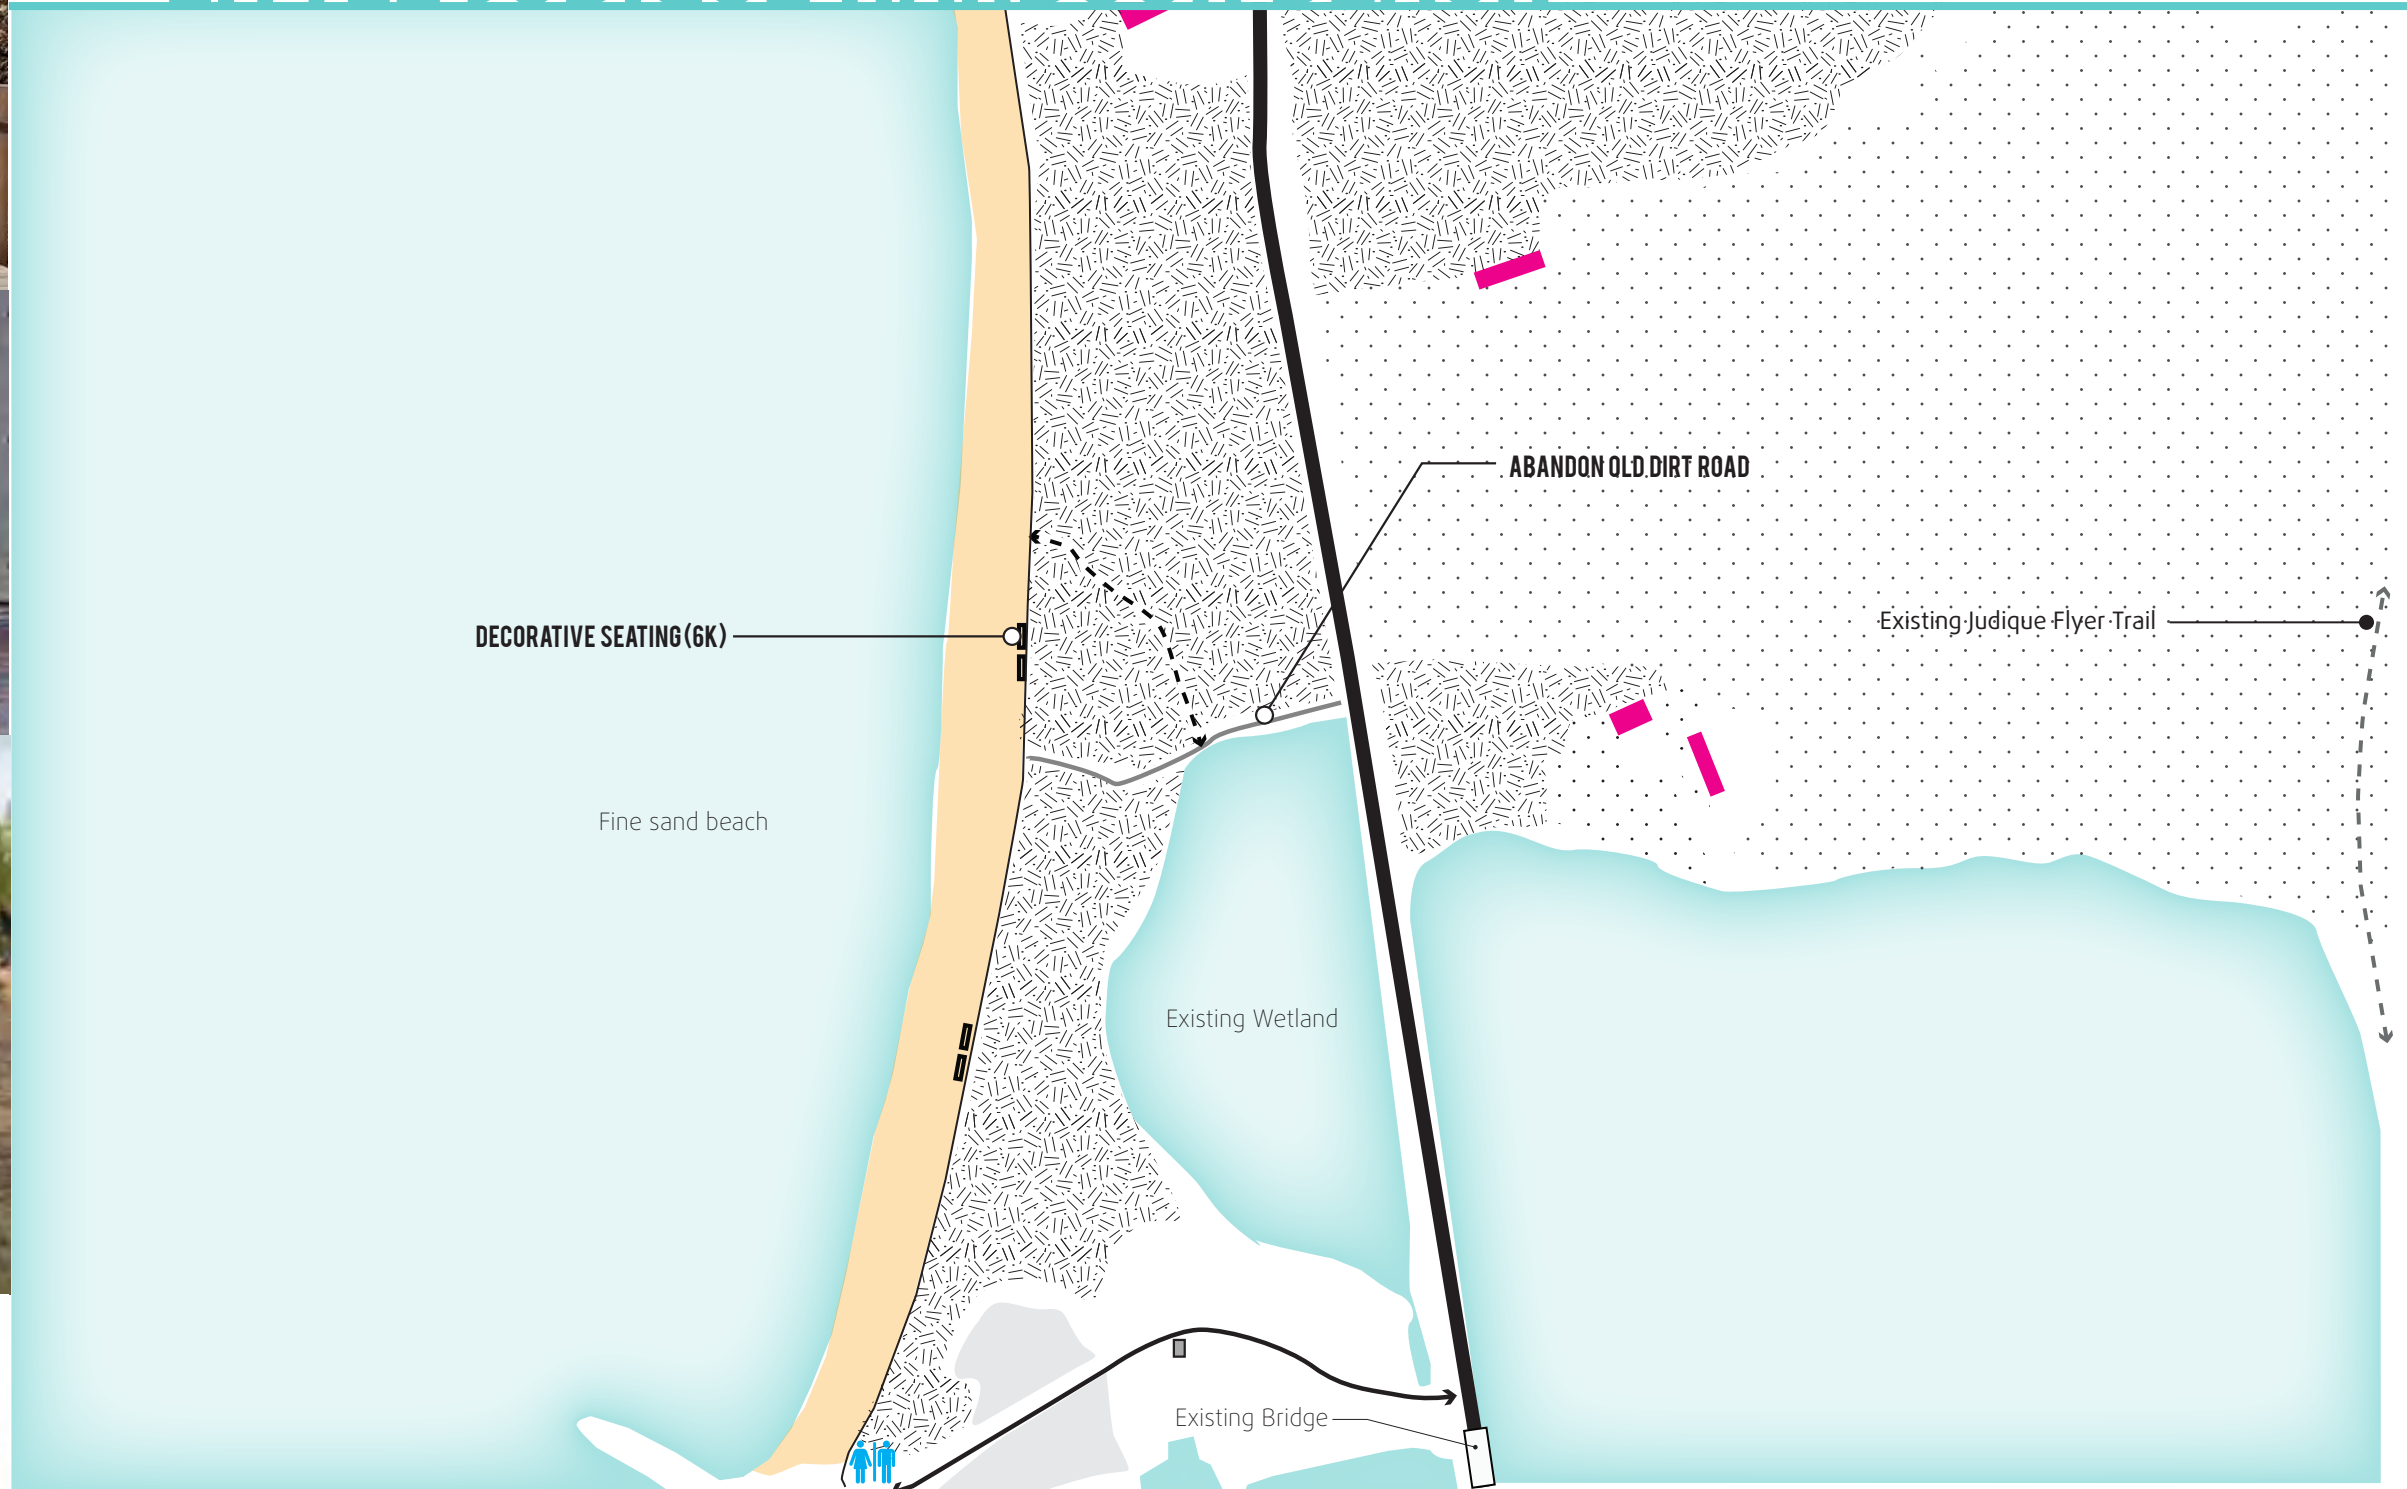 ABANDON OLD DIRT ROAD
Existing Judique Flyer Trail
DECORATIVE SEATING (6K)
Fine sand beach
Existing Wetland
Existing Bridge